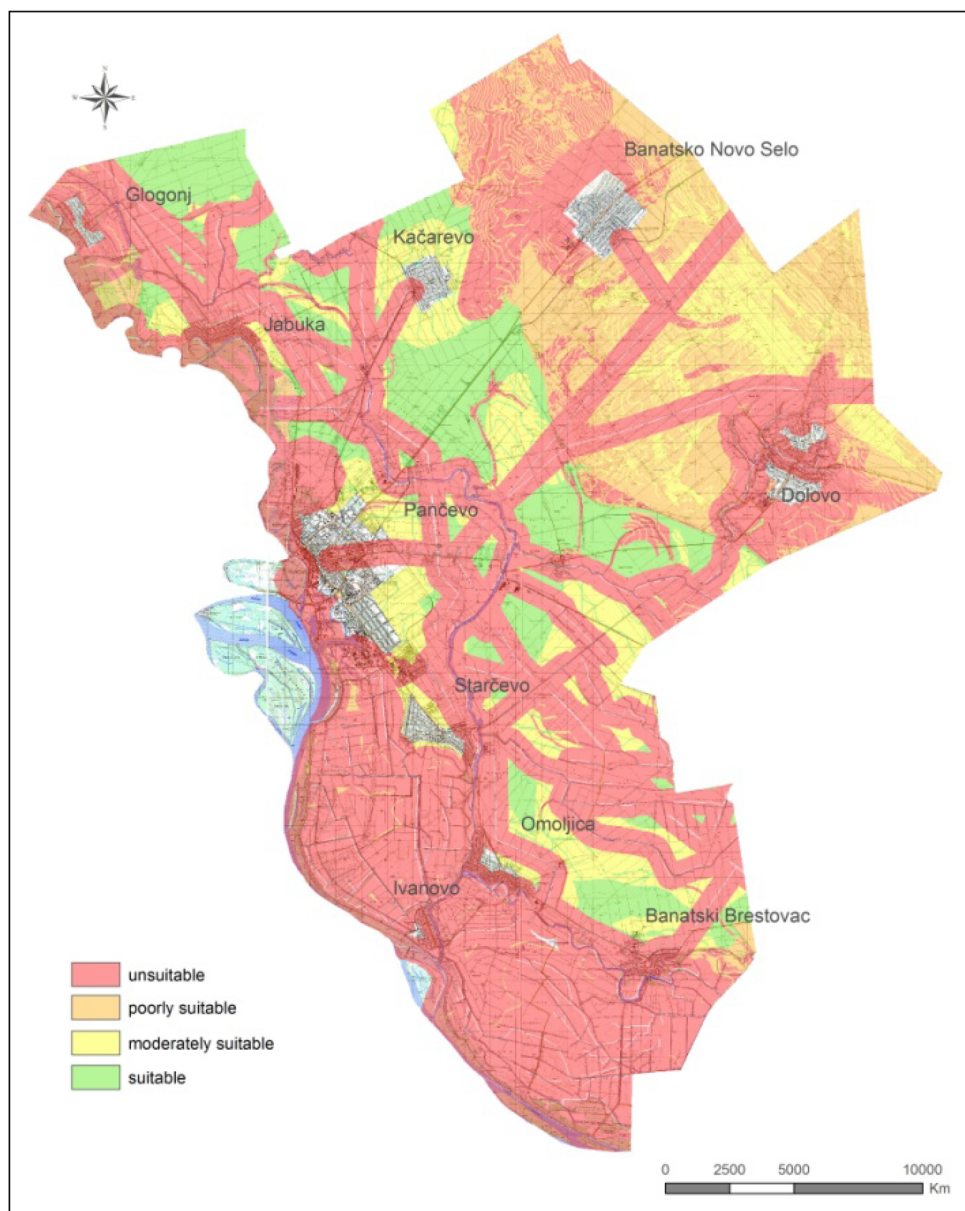 N
W
E
S
Banatsko Novo Selo
Glogonj
Kačarevo
Jabuka
Dolovo
Pančevo
Starčevo
Omoljica
Ivanovo
Banatski Brestovac
unsuitable
poorly suitable
moderately suitable
suitable
0 2500 5000 10000
Km